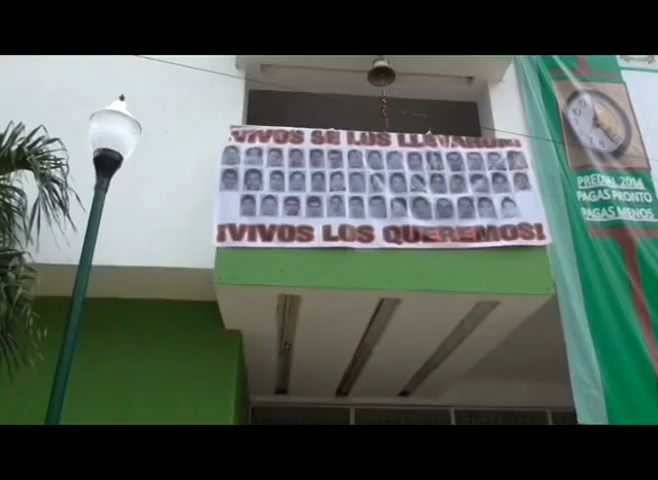 ¡VIVOS SE LOS LLEVARON!
¡VIVOS LOS QUEREMOS!
PREDIAL 2014
PAGAS PRONTO
PAGAS MENOS